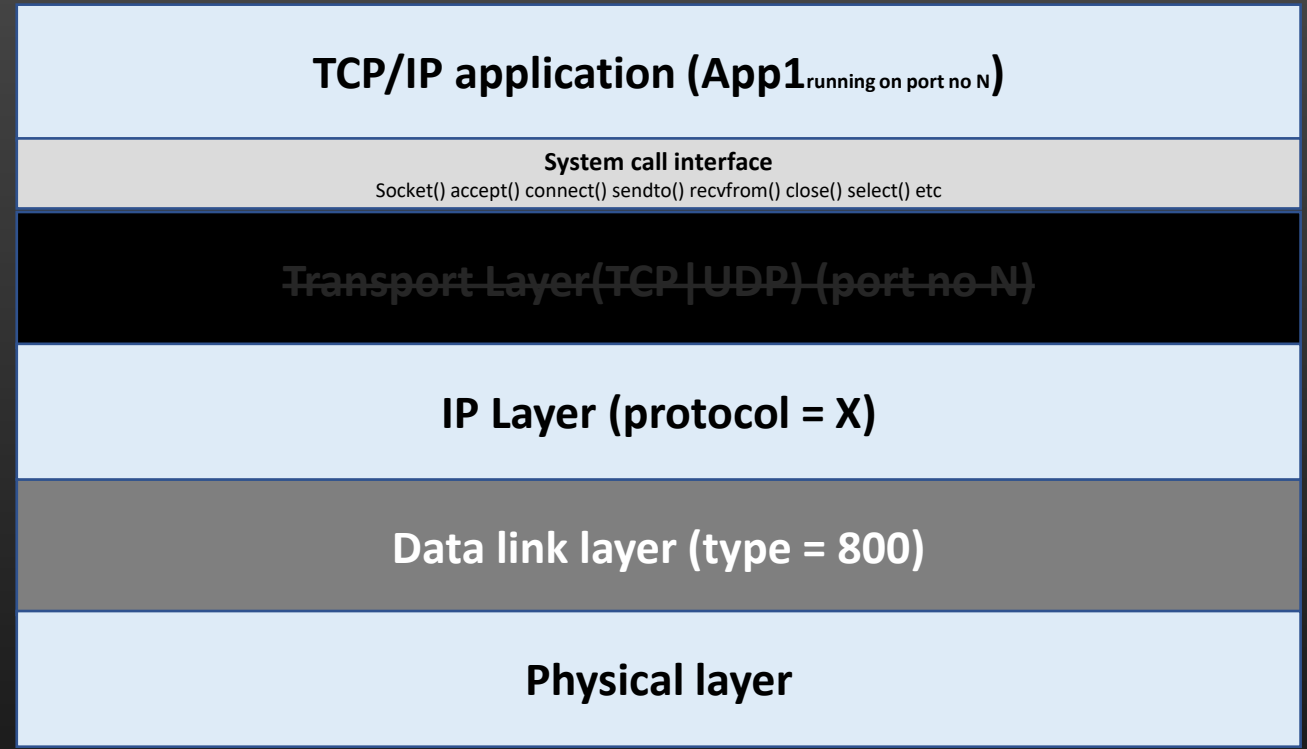 TCP/IP application (App1running on port no N)
System call interface
Socket() accept() connect() sendto() recvfrom() close() select() etc
Transport Layer(TCP|UDP) (port no N)
IP Layer (protocol = X)
Data link layer (type = 800)
Physical layer